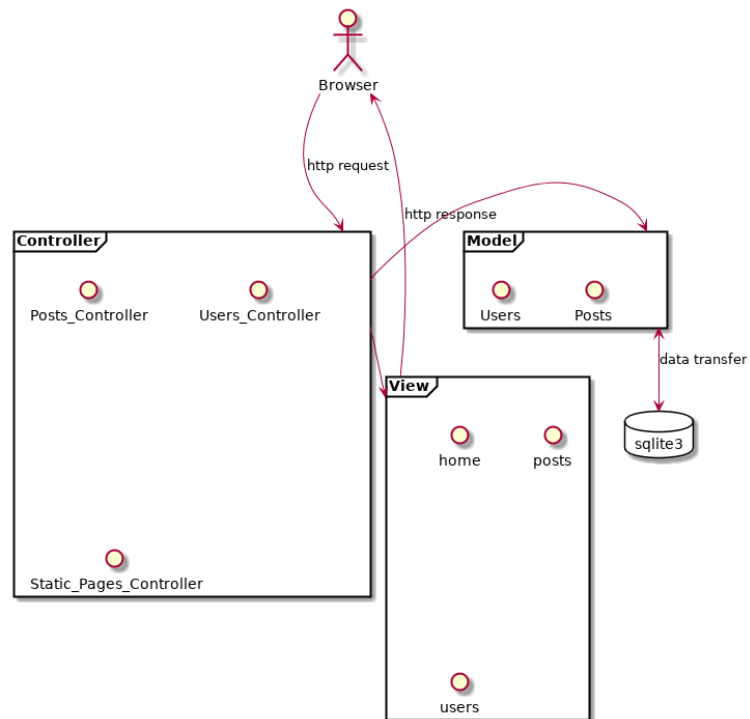 Browser
http request
http response
Controller
Model
Posts_Controller
Users_Controller
Users
Posts
data transfer
View
sqlite3
home
posts
Static_Pages_Controller
users